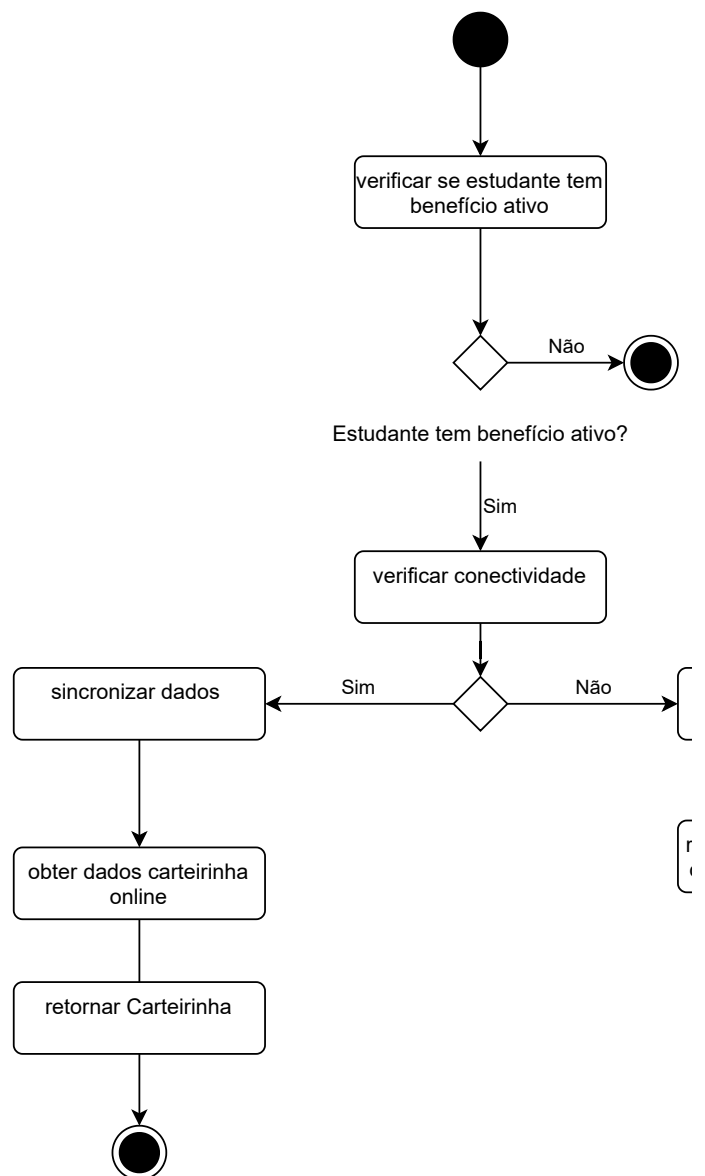 verificar se estudante tem
benefício ativo
Não
Estudante tem benefício ativo?
Sim
verificar conectividade
Sim
Não
sincronizar dados
obter dados carteirinha
online
retornar Carteirinha